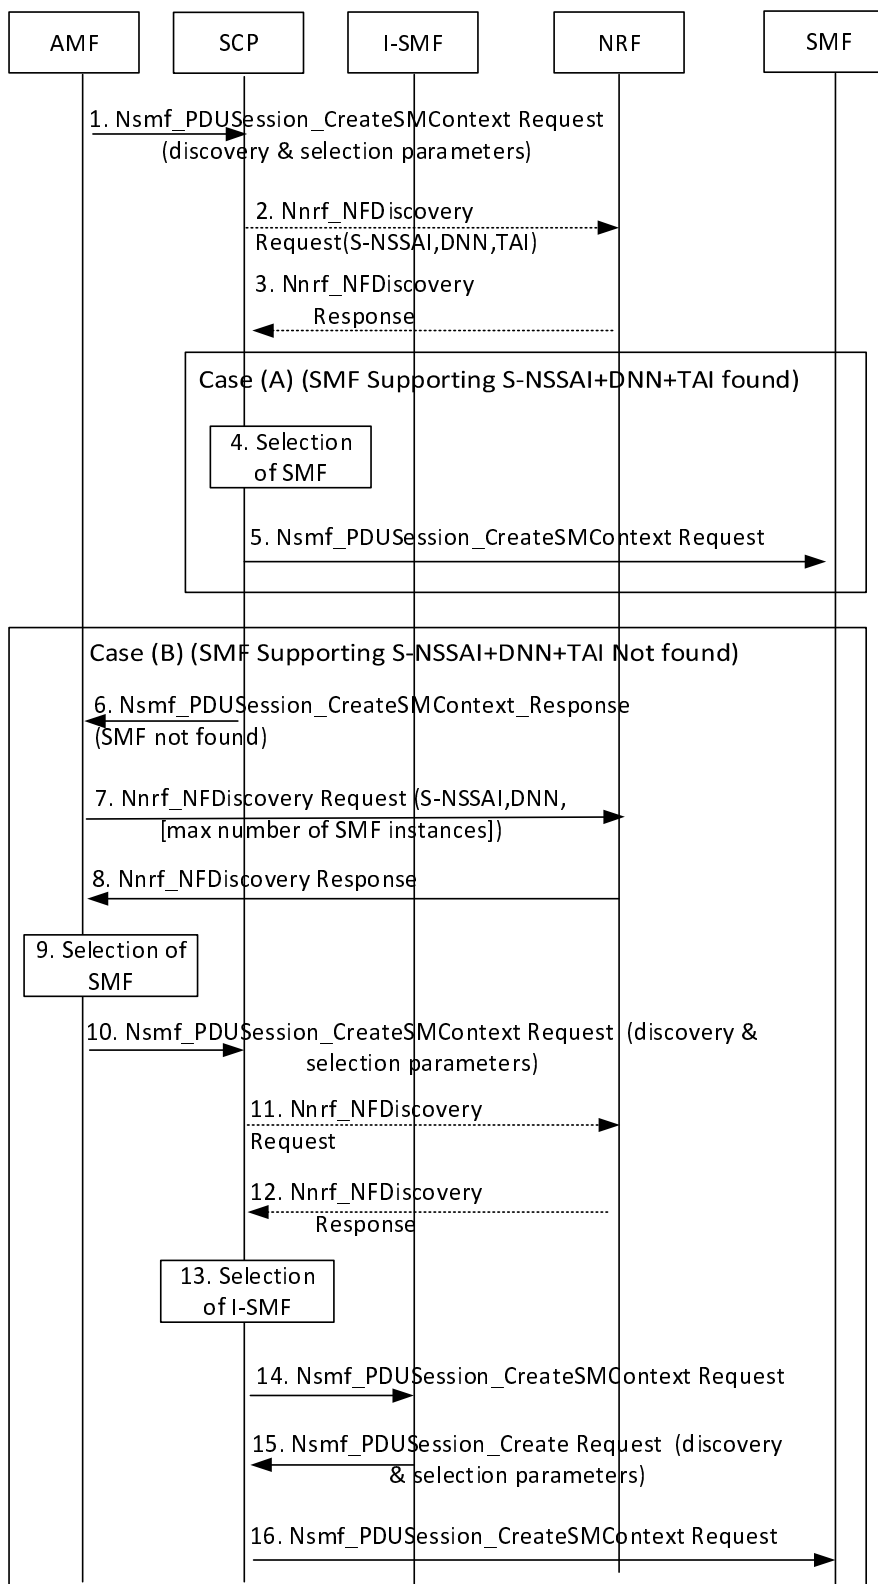 AMF
SCP
I-SMF
NRF
SMF
1. Nsmf_PDUSession_CreateSMContext Request
(discovery & selection parameters)
2. Nnrf_NFDiscovery
Request(S-NSSAI,DNN,TAI)
3. Nnrf_NFDiscovery
Response
Case (A) (SMF Supporting S-NSSAI+DNN+TAI found)
4. Selection
of SMF
5. Nsmf_PDUSession_CreateSMContext Request
Case (B) (SMF Supporting S-NSSAI+DNN+TAI Not found)
6. Nsmf_PDUSession_CreateSMContext_Response
(SMF not found)
7. Nnrf_NFDiscovery Request (S-NSSAI,DNN,
[max number of SMF instances])
8. Nnrf_NFDiscovery Response
9. Selection of
SMF
10. Nsmf_PDUSession_CreateSMContext Request (discovery &
selection parameters)
11. Nnrf_NFDiscovery
Request
12. Nnrf_NFDiscovery
Response
13. Selection
of I-SMF
14. Nsmf_PDUSession_CreateSMContext Request
15. Nsmf_PDUSession_Create Request (discovery
& selection parameters)
16. Nsmf_PDUSession_CreateSMContext Request